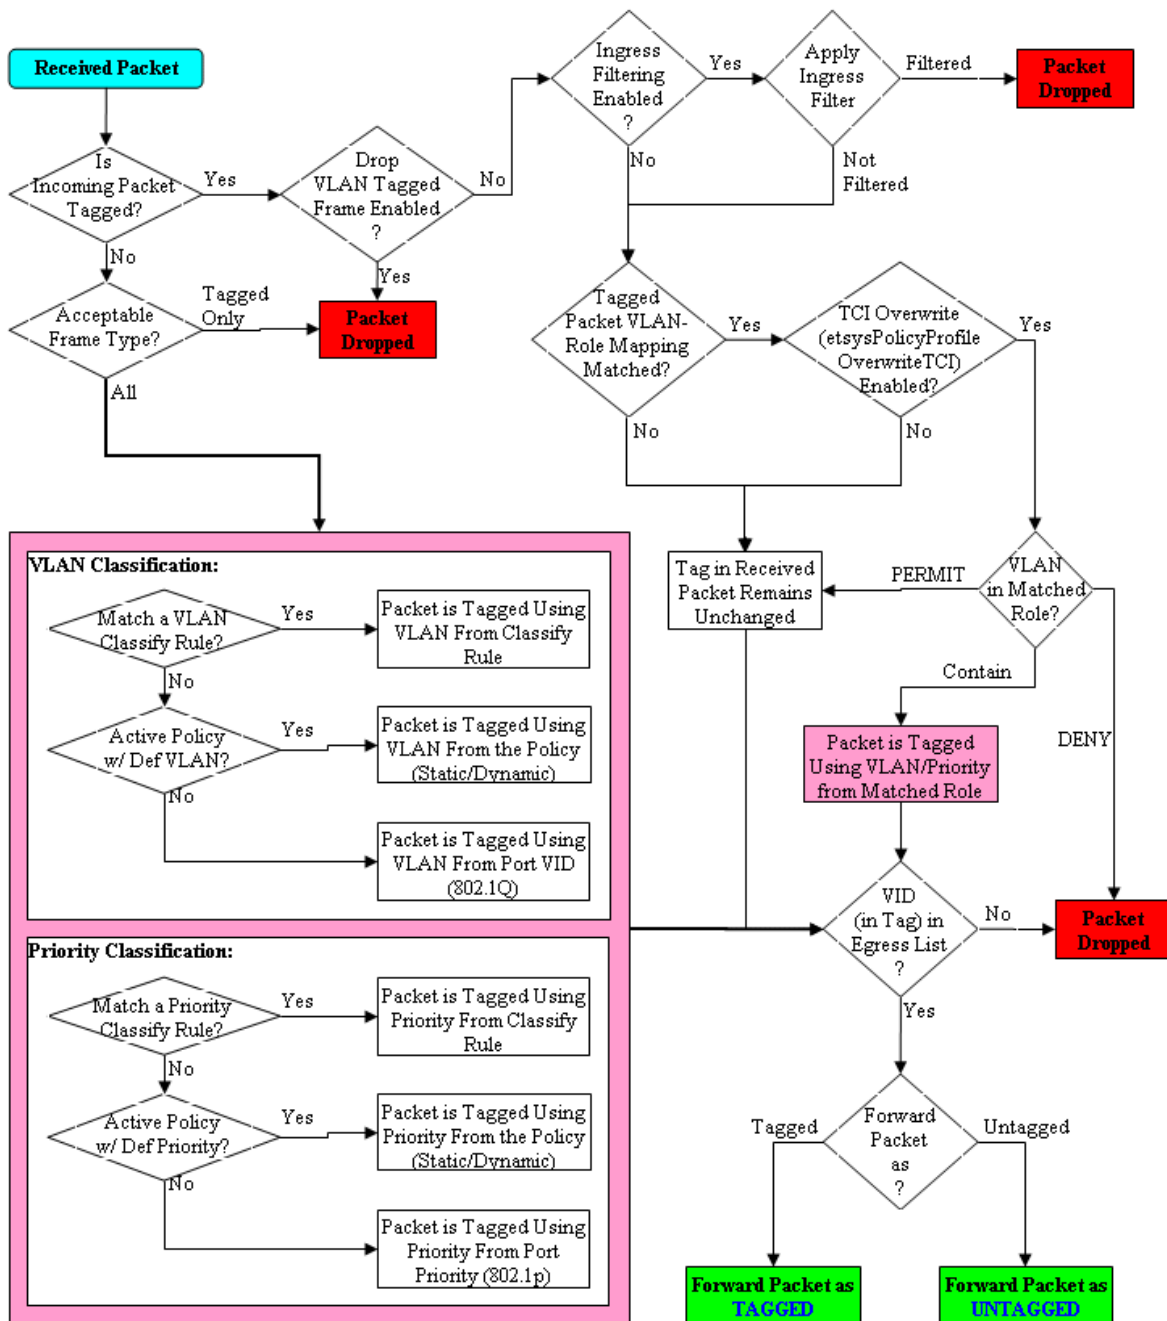 Received Packet
Is
Incoming Packet
Tagged?
Yes
No
Drop
VLAN Tagged
Frame Enabled
?
No
Yes
Ingress
Filtering
Enabled
?
Yes
No
Apply
Ingress
Filter
Filtered
Not
Filtered
Packet
Dropped
Acceptable
Frame Type?
Tagged
Only
All
Packet
Dropped
Tagged
Packet VLAN-
Role Mapping
Matched?
Yes
No
TCI Overwrite
(etsysPolicyProfile
OverwriteTCI)
Enabled?
Yes
No
Tag in Received
Packet Remains
Unchanged
PERMIT
VLAN
in Matched
Role?
Contain
DENY
Packet is Tagged
Using VLAN/Priority
from Matched Role
VLAN Classification:
Match a VLAN
Classify Rule?
Yes
No
Packet is Tagged Using
VLAN From Classify
Rule
Active Policy
w/ Def VLAN?
Yes
No
Packet is Tagged Using
VLAN From the Policy
(Static/Dynamic)
Packet is Tagged Using
VLAN From Port VID
(802.1Q)
VID
(in Tag) in
Egress List
?
No
Yes
Packet
Dropped
Priority Classification:
Match a Priority
Classify Rule?
Yes
No
Packet is Tagged Using
Priority From Classify
Rule
Active Policy
w/ Def Priority?
Yes
No
Packet is Tagged Using
Priority From the Policy
(Static/Dynamic)
Packet is Tagged Using
Priority From Port
Priority (802.1p)
Forward
Packet
as
?
Tagged
Untagged
Forward Packet as
TAGGED
Forward Packet as
UNTAGGED